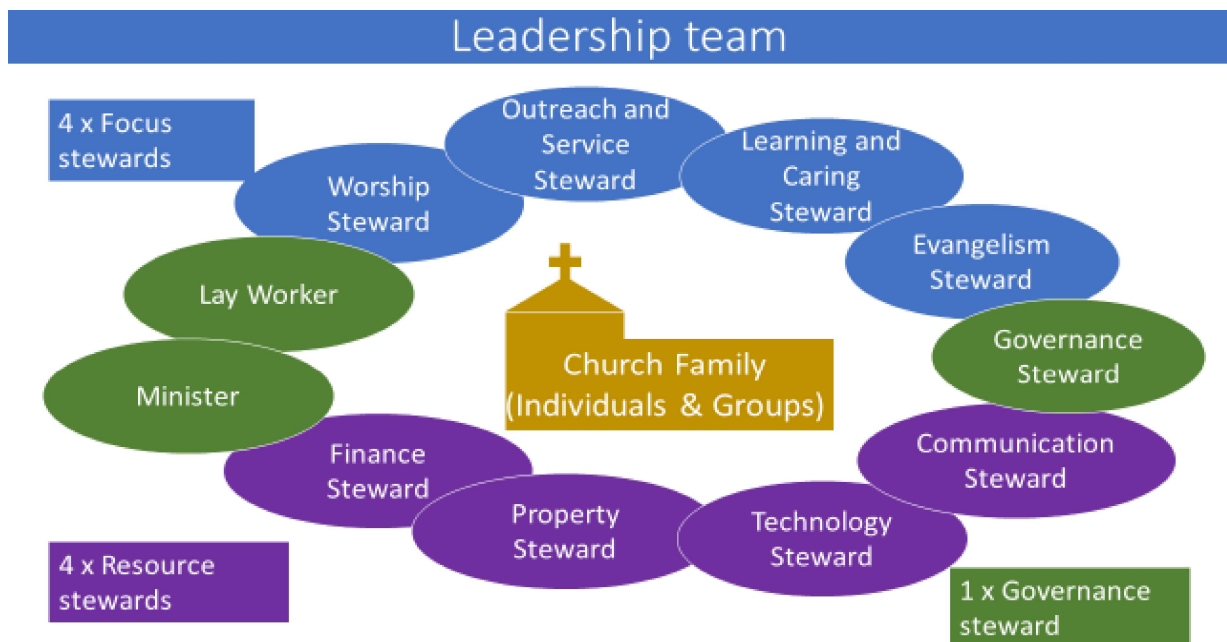 Leadership team
4 x Focus
stewards
Outreach and
Service
Steward
Learning and
Caring
Steward
Worship
Steward
Evangelism
Steward
Lay Worker
Governance
Steward
Minister
Church Family
(Individuals & Groups)
Communication
Steward
Finance
Steward
Property
Steward
Technology
Steward
4 x Resource
stewards
1 x Governance
steward